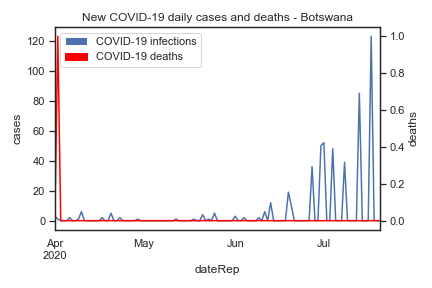 New COVID-19 daily cases and deaths - Botswana
COVID-19 infections
COVID-19 deaths
120
100
80
60
40
20
0
cases
1.0
0.8
0.6
0.4
0.2
0.0
deaths
Apr May Jun Jul
2020
dateRep